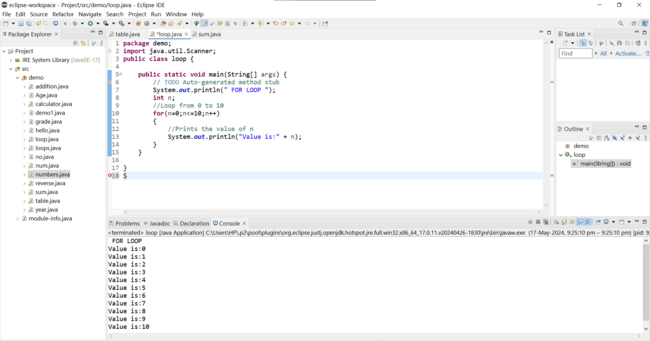 eclipse-workspace - Project/src/demo/loop.java - Eclipse IDE
File Edit Source Refactor Navigate Search Project Run Window Help
Package Explorer
Project
JRE System Library [JavaSE-17]
src
demo
addition.java
Age.java
calculator.java
demo1.java
grade.java
hello.java
loop.java
loops.java
no.java
num.java
numbers.java
reverse.java
sum.java
table.java
year.java
module-info.java
table.java *loop.java sum.java
1 package demo;
2 import java.util.Scanner;
3 public class loop {
4
5 public static void main(String[] args) {
6 // TODO Auto-generated method stub
7 System.out.println(" FOR LOOP ");
8 int n;
9 //Loop from 0 to 10
10 for(n=0;n<=10;n++)
11 {
12 //Prints the value of n
13 System.out.println("Value is:" + n);
14 }
15 }
16
17 }
18 S
Task List
Find All Activate...
Outline
demo
loop
main(String[]) : void
Problems Javadoc Declaration Console
<terminated> loop [Java Application] C:\Users\HP\.p2\pool\plugins\org.eclipse.justj.openjdk.hotspot.jre.full.win32.x86_64_17.0.11.v20240426-1830\jre\bin\javaw.exe (17-May-2024, 9:25:10 pm – 9:25:10 pm) [pid: 9
FOR LOOP
Value is:0
Value is:1
Value is:2
Value is:3
Value is:4
Value is:5
Value is:6
Value is:7
Value is:8
Value is:9
Value is:10